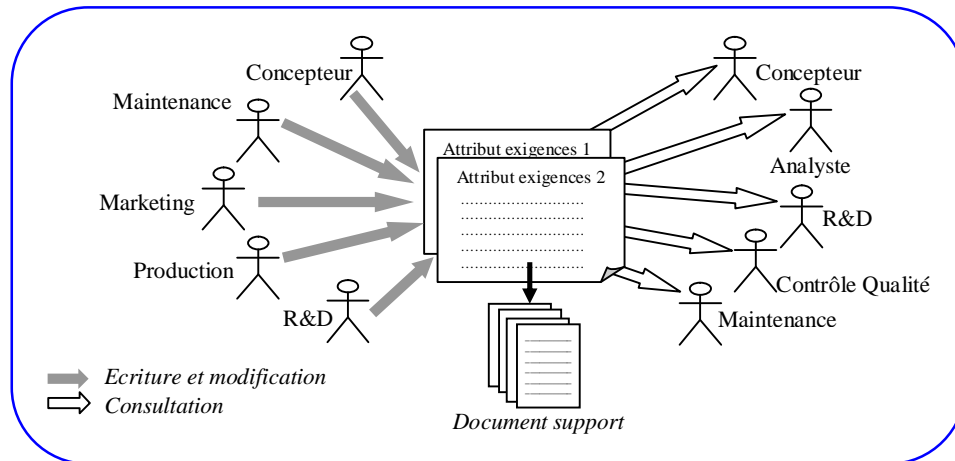 Concepteur
Maintenance
Marketing
Production
R&D
Attribut exigences 1
Attribut exigences 2
Concepteur
Analyste
R&D
Contrôle Qualité
Maintenance
Ecriture et modification
Consultation
Document support